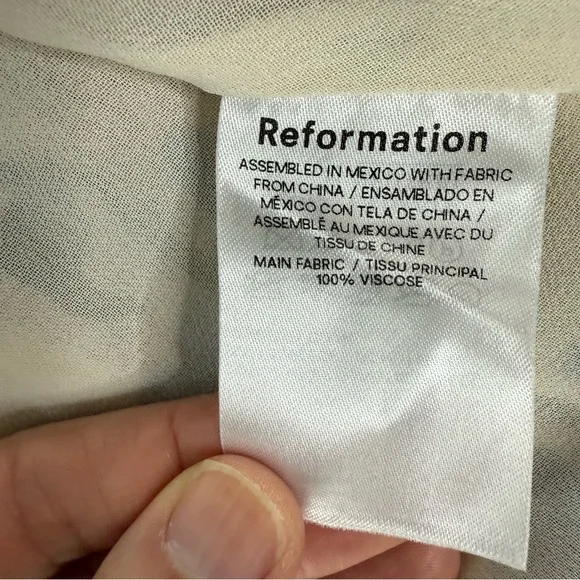 Reformation
ASSEMBLED IN MEXICO WITH FABRIC
FROM CHINA / ENSAMBLADO EN
MÉXICO CON TELA DE CHINA /
ASSEMBLÉ AU MEXIQUE AVEC DU
TISSU DE CHINE
MAIN FABRIC / TISSU PRINCIPAL
100% VISCOSE